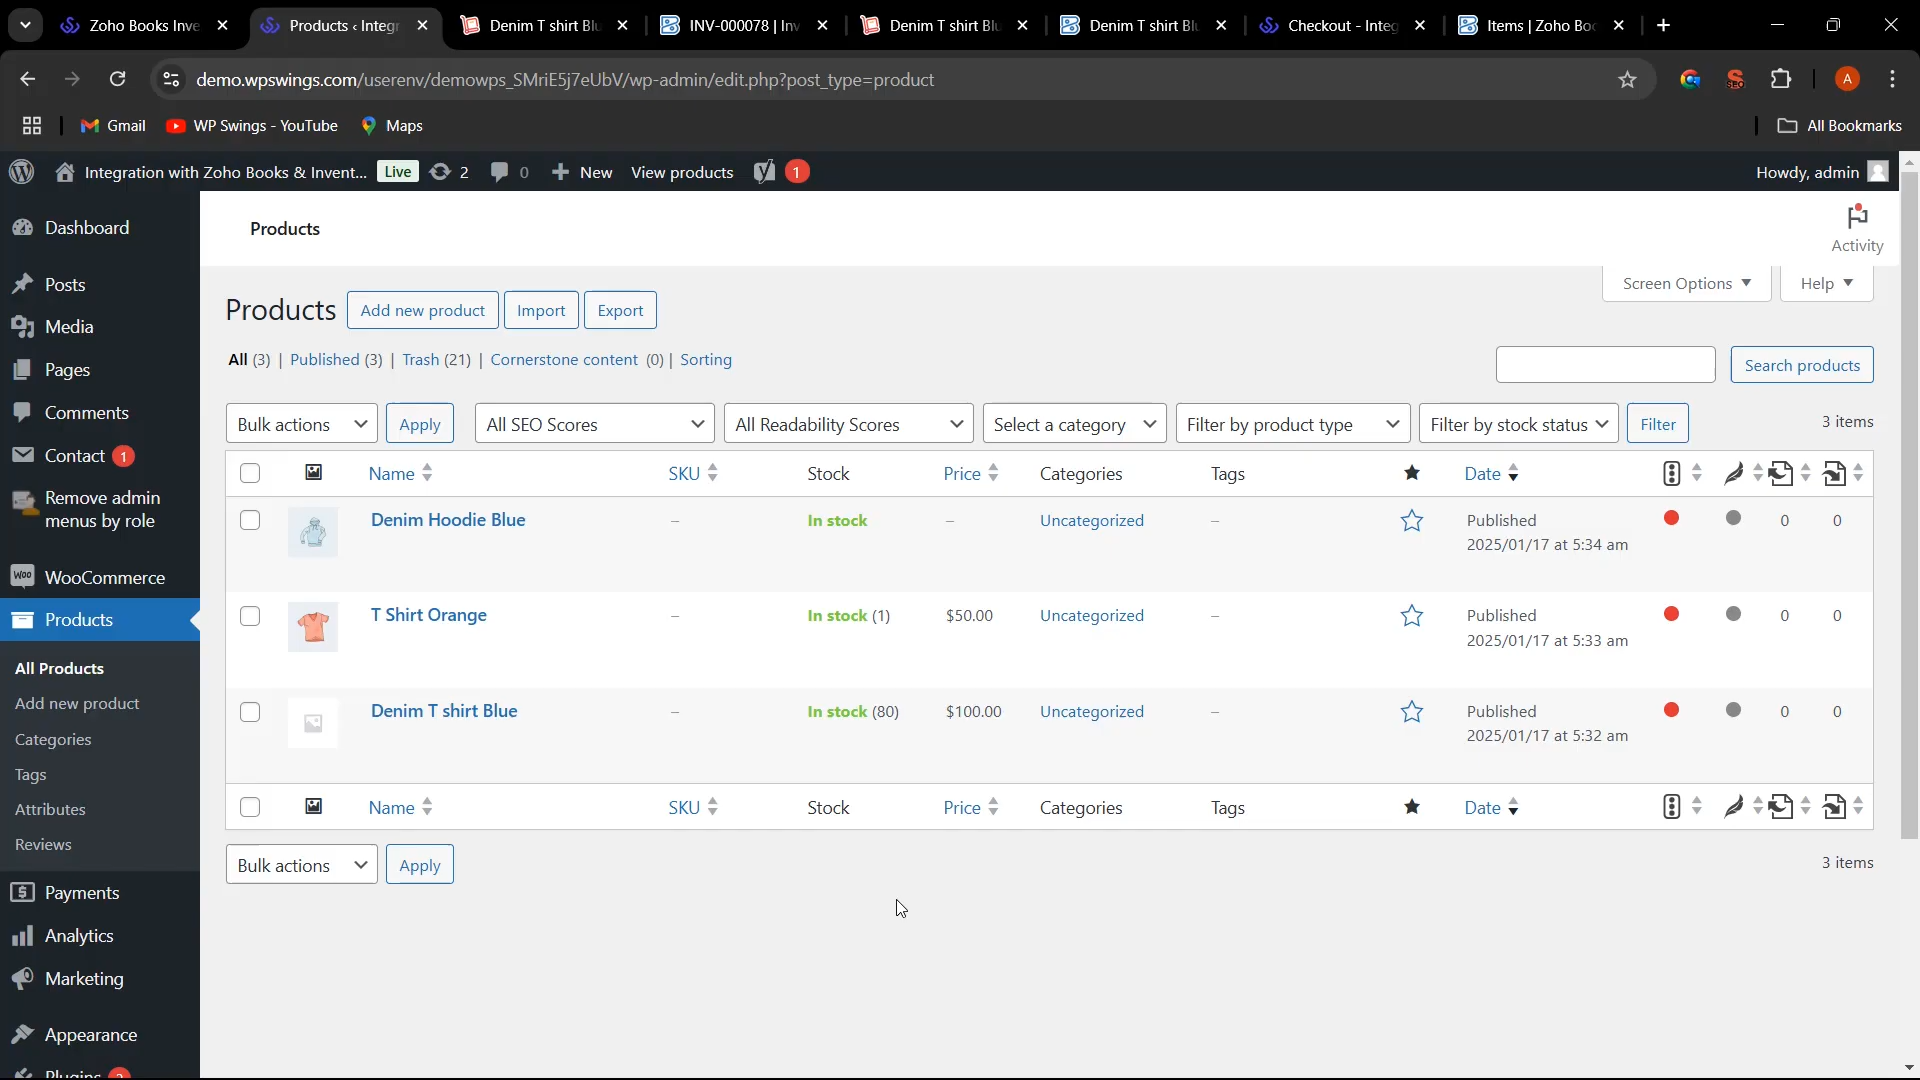 Zoho Books Inve
Products ‹ Integr
Denim T shirt Blu
INV-000078 | Inv
Denim T shirt Blu
Denim T shirt Blu
Checkout - Integ
Items | Zoho Boo
demo.wpswings.com/userenv/demowps_SMriE5j7eUbV/wp-admin/edit.php?post_type=product
SEO
A
Gmail
WP Swings - YouTube
Maps
All Bookmarks
Integration with Zoho Books & Invent...
Live
2
0
New
View products
1
Howdy, admin
Dashboard
Posts
Media
Pages
Comments
Contact 1
Remove admin
menus by role
Woo WooCommerce
Products
All Products
Add new product
Categories
Tags
Attributes
Reviews
Payments
Analytics
Marketing
Appearance
Plugins 2
Products
Activity
Screen Options
Help
Products
Add new product
Import
Export
All (3) | Published (3) | Trash (21) | Cornerstone content (0) | Sorting
Search products
Bulk actions
Apply
All SEO Scores
All Readability Scores
Select a category
Filter by product type
Filter by stock status
Filter
3 items
Name SKU Stock Price Categories Tags Date
Denim Hoodie Blue – In stock – Uncategorized – Published 0 0
2025/01/17 at 5:34 am
T Shirt Orange – In stock (1) $50.00 Uncategorized – Published 0 0
2025/01/17 at 5:33 am
Denim T shirt Blue – In stock (80) $100.00 Uncategorized – Published 0 0
2025/01/17 at 5:32 am
Name SKU Stock Price Categories Tags Date
Bulk actions
Apply
3 items